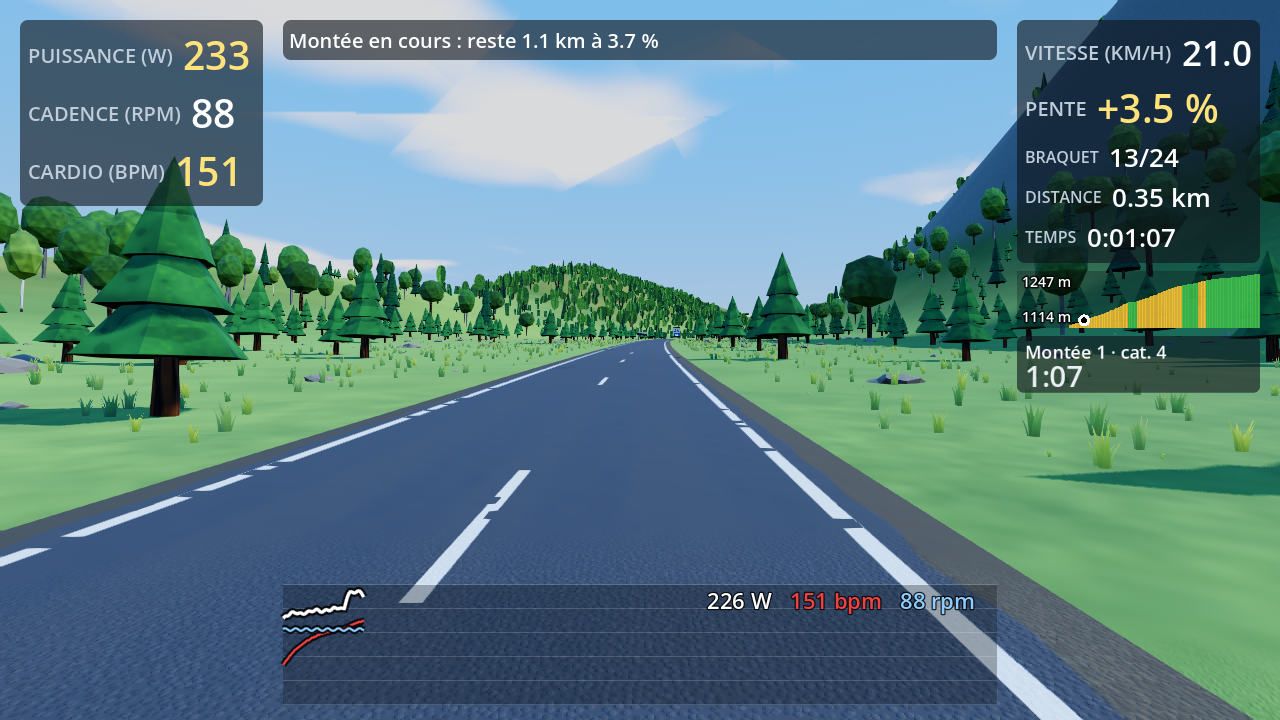 PUISSANCE (W) 233
CADENCE (RPM) 88
CARDIO (BPM) 151
Montée en cours : reste 1.1 km à 3.7 %
VITESSE (KM/H) 21.0
PENTE +3.5 %
BRAQUET 13/24
DISTANCE 0.35 km
TEMPS 0:01:07
1247 m
1114 m
Montée 1 · cat. 4
1:07
226 W 151 bpm 88 rpm